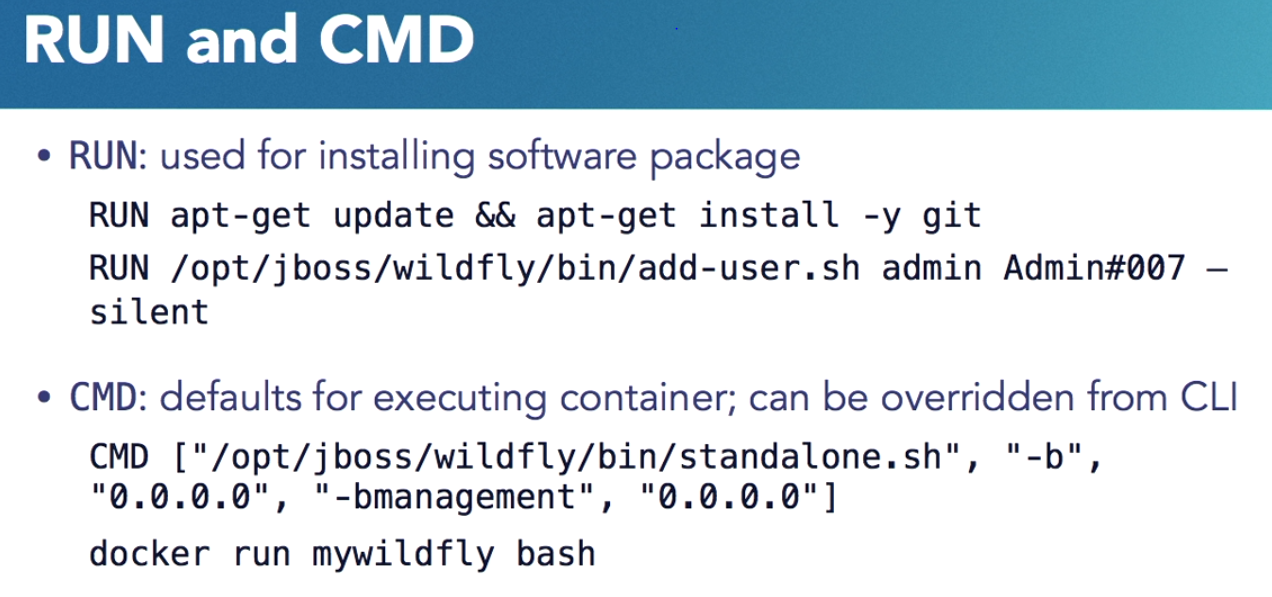 RUN and CMD
• RUN: used for installing software package
RUN apt-get update && apt-get install -y git
RUN /opt/jboss/wildfly/bin/add-user.sh admin Admin#007 –
silent
• CMD: defaults for executing container; can be overridden from CLI
CMD ["/opt/jboss/wildfly/bin/standalone.sh", "-b",
"0.0.0.0", "-bmanagement", "0.0.0.0"]
docker run mywildfly bash